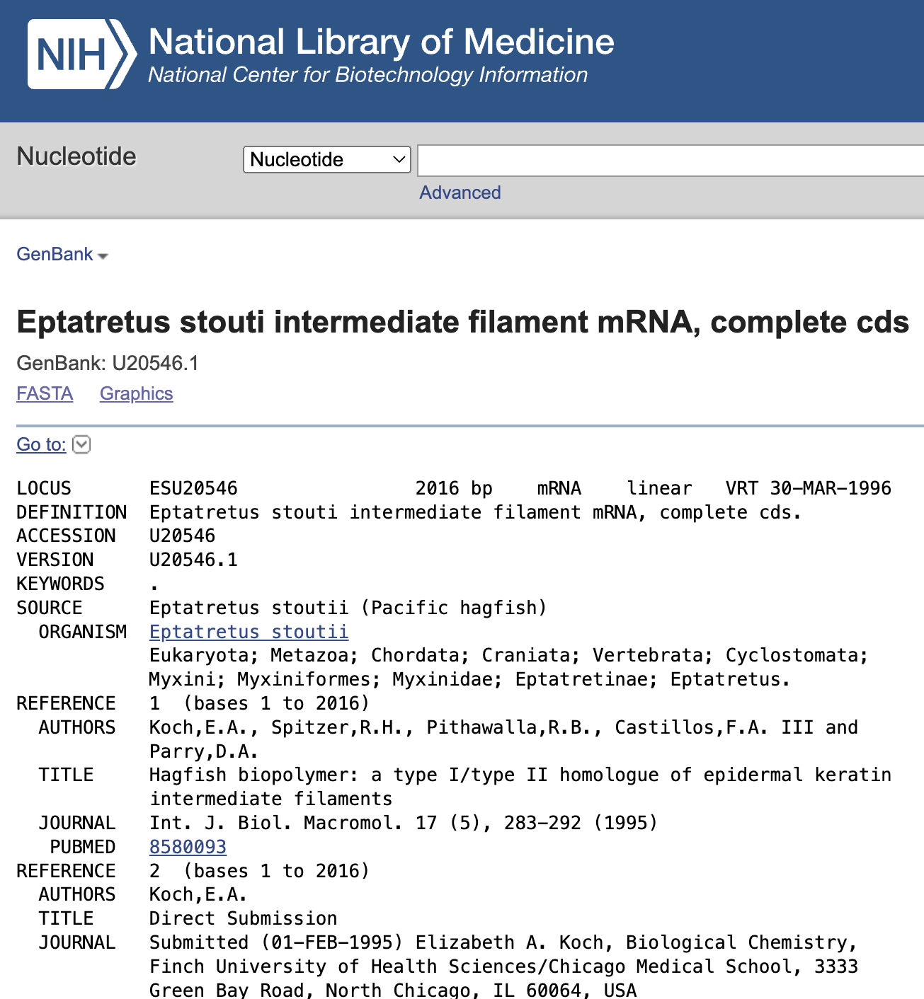 NIH National Library of Medicine
National Center for Biotechnology Information
Nucleotide Nucleotide
Advanced
GenBank
Eptatretus stouti intermediate filament mRNA, complete cds
GenBank: U20546.1
FASTA Graphics
Go to:
LOCUS ESU20546 2016 bp mRNA linear VRT 30-MAR-1996
DEFINITION Eptatretus stouti intermediate filament mRNA, complete cds.
ACCESSION U20546
VERSION U20546.1
KEYWORDS .
SOURCE Eptatretus stoutii (Pacific hagfish)
ORGANISM Eptatretus stoutii
Eukaryota; Metazoa; Chordata; Craniata; Vertebrata; Cyclostomata;
Myxini; Myxiniformes; Myxinidae; Eptatretinae; Eptatretus.
REFERENCE 1 (bases 1 to 2016)
AUTHORS Koch,E.A., Spitzer,R.H., Pithawalla,R.B., Castillos,F.A. III and
Parry,D.A.
TITLE Hagfish biopolymer: a type I/type II homologue of epidermal keratin
intermediate filaments
JOURNAL Int. J. Biol. Macromol. 17 (5), 283-292 (1995)
PUBMED 8580093
REFERENCE 2 (bases 1 to 2016)
AUTHORS Koch,E.A.
TITLE Direct Submission
JOURNAL Submitted (01-FEB-1995) Elizabeth A. Koch, Biological Chemistry,
Finch University of Health Sciences/Chicago Medical School, 3333
Green Bay Road, North Chicago, IL 60064, USA